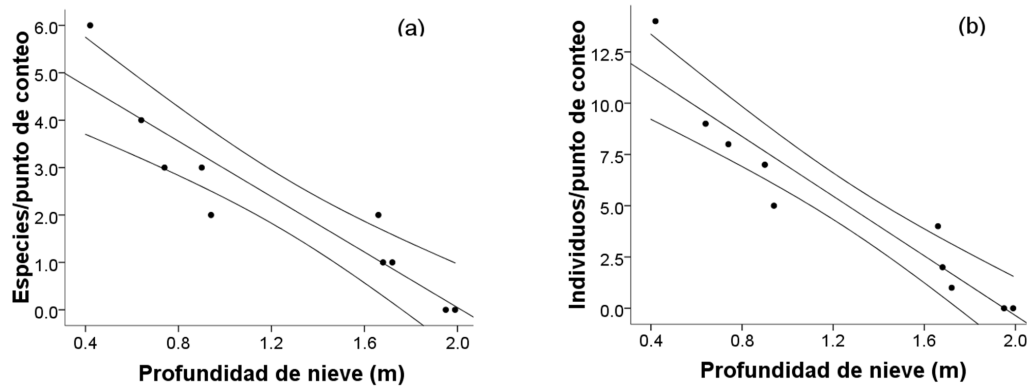 (a)
Especies/punto de conteo
6.0
5.0
4.0
3.0
2.0
1.0
0.0
0.4 0.8 1.2 1.6 2.0
Profundidad de nieve (m)
(b)
Individuos/punto de conteo
12.5
10.0
7.5
5.0
2.5
0.0
0.4 0.8 1.2 1.6 2.0
Profundidad de nieve (m)